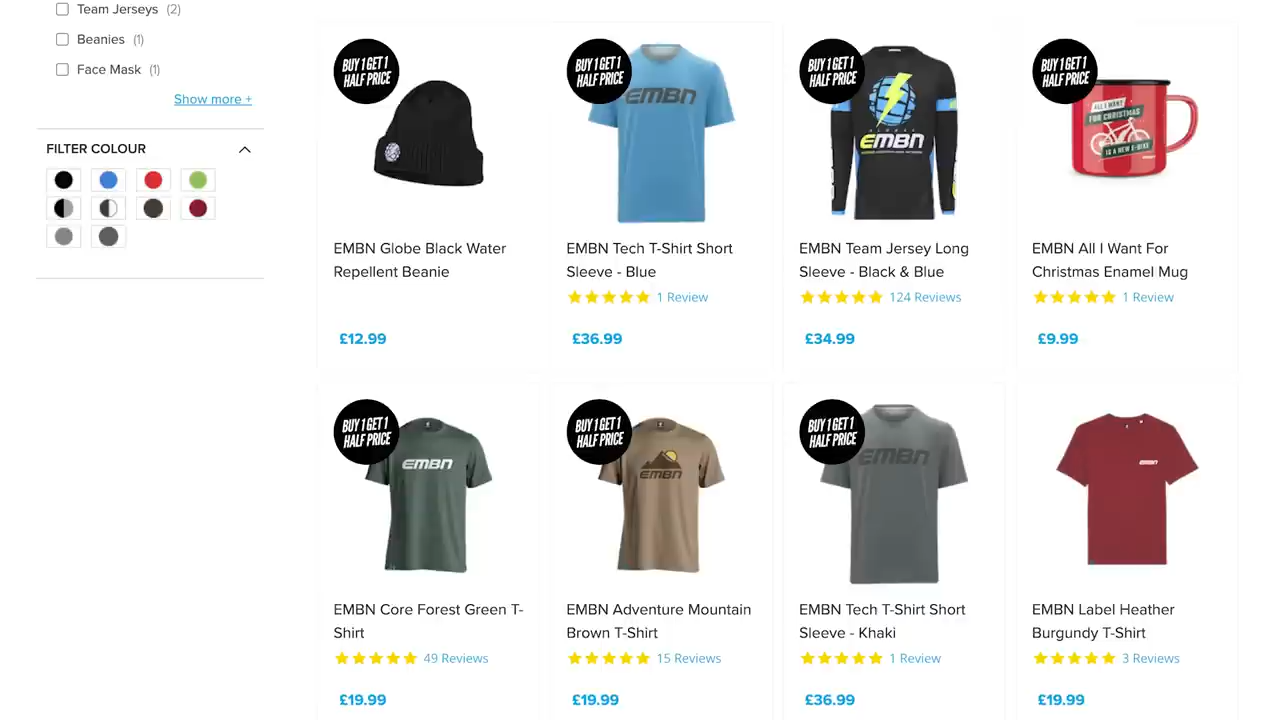 Team Jerseys (2)
Beanies (1)
Face Mask (1)
Show more +
FILTER COLOUR
BUY 1 GET 1
HALF PRICE
EMBN Globe Black Water
Repellent Beanie
£12.99
BUY 1 GET 1
HALF PRICE
EMBN
EMBN Tech T-Shirt Short
Sleeve - Blue
1 Review
£36.99
BUY 1 GET 1
HALF PRICE
GLOBAL
EMBN
EMBN Team Jersey Long
Sleeve - Black & Blue
124 Reviews
£34.99
BUY 1 GET 1
HALF PRICE
ALL I WANT
FOR CHRISTMAS
IS A NEW E-BIKE
EMBN All I Want For
Christmas Enamel Mug
1 Review
£9.99
BUY 1 GET 1
HALF PRICE
EMBN
EMBN Core Forest Green T-
Shirt
49 Reviews
£19.99
BUY 1 GET 1
HALF PRICE
EMBN
EMBN Adventure Mountain
Brown T-Shirt
15 Reviews
£19.99
BUY 1 GET 1
HALF PRICE
EMBN
EMBN Tech T-Shirt Short
Sleeve - Khaki
1 Review
£36.99
EMBN
EMBN Label Heather
Burgundy T-Shirt
3 Reviews
£19.99